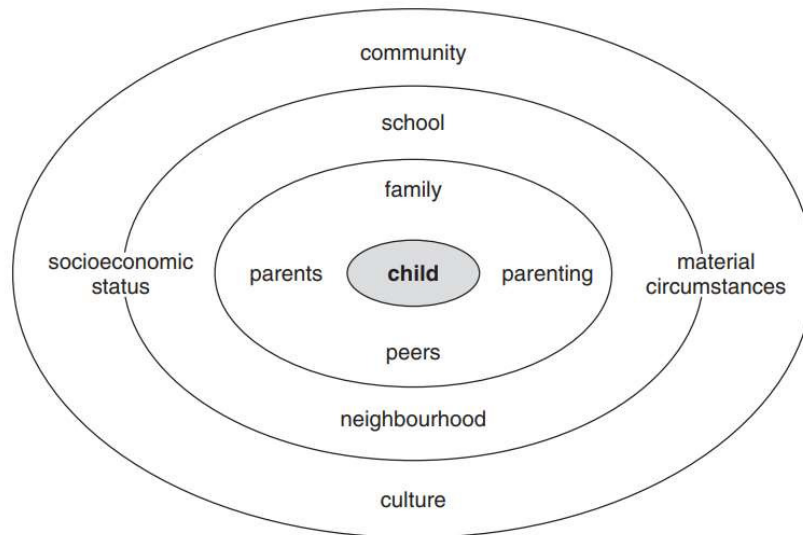 community
school
family
socioeconomic
status
parents
child
parenting
material
circumstances
peers
neighbourhood
culture